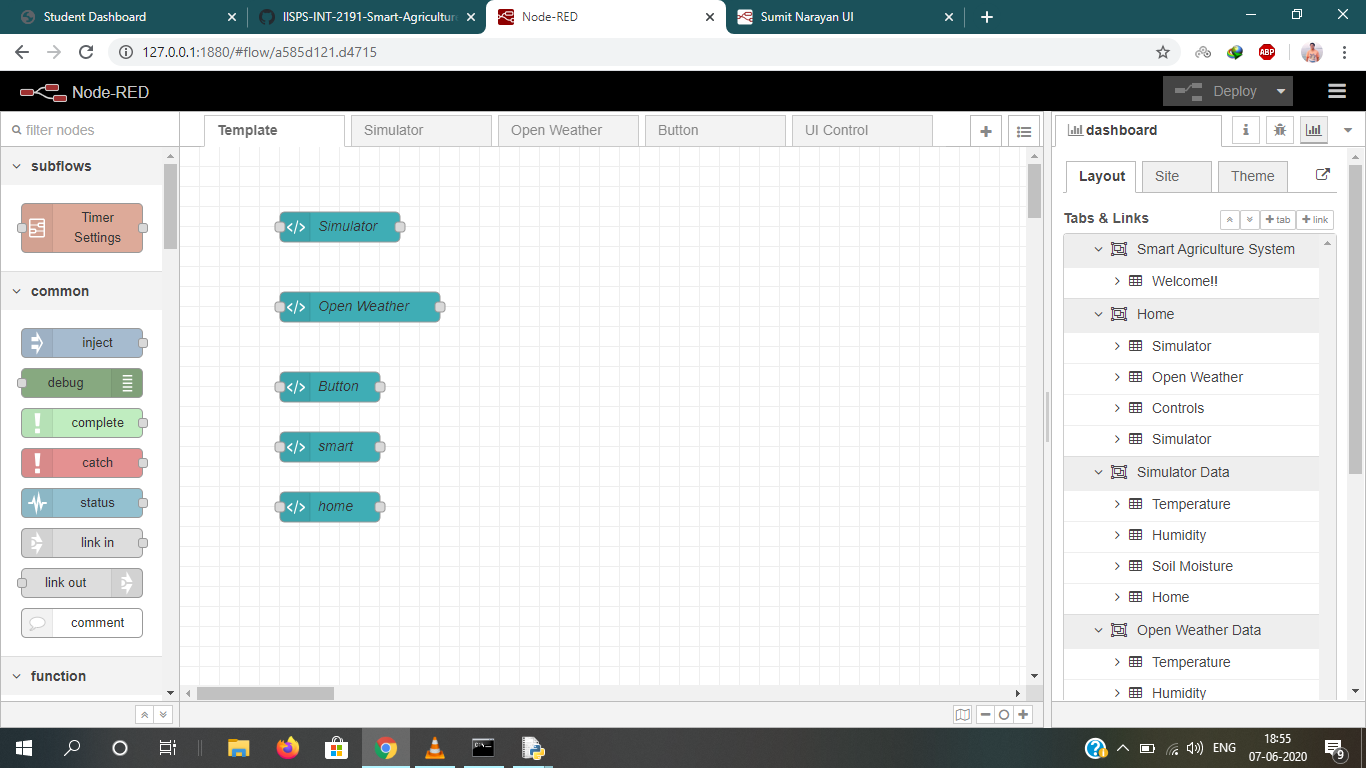 Student Dashboard
IISPS-INT-2191-Smart-Agricultur
Node-RED
Sumit Narayan UI
127.0.0.1:1880/#flow/a585d121.d4715
ABP
Node-RED
Deploy
filter nodes
Template
Simulator
Open Weather
Button
UI Control
dashboard
subflows
Timer
Settings
common
inject
debug
complete
catch
status
link in
link out
comment
function
Simulator
Open Weather
Button
smart
home
Layout
Site
Theme
Tabs & Links
tab
link
Smart Agriculture System
Welcome!!
Home
Simulator
Open Weather
Controls
Simulator
Simulator Data
Temperature
Humidity
Soil Moisture
Home
Open Weather Data
Temperature
Humidity
ENG
18:55
07-06-2020
9